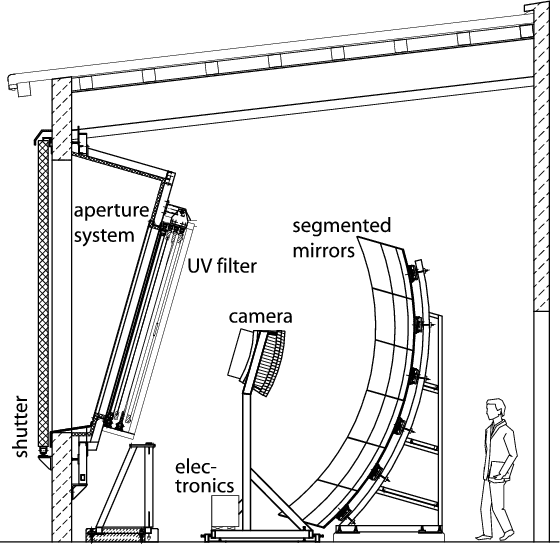 aperture
system
segmented
mirrors
UV filter
camera
shutter
elec-
tronics